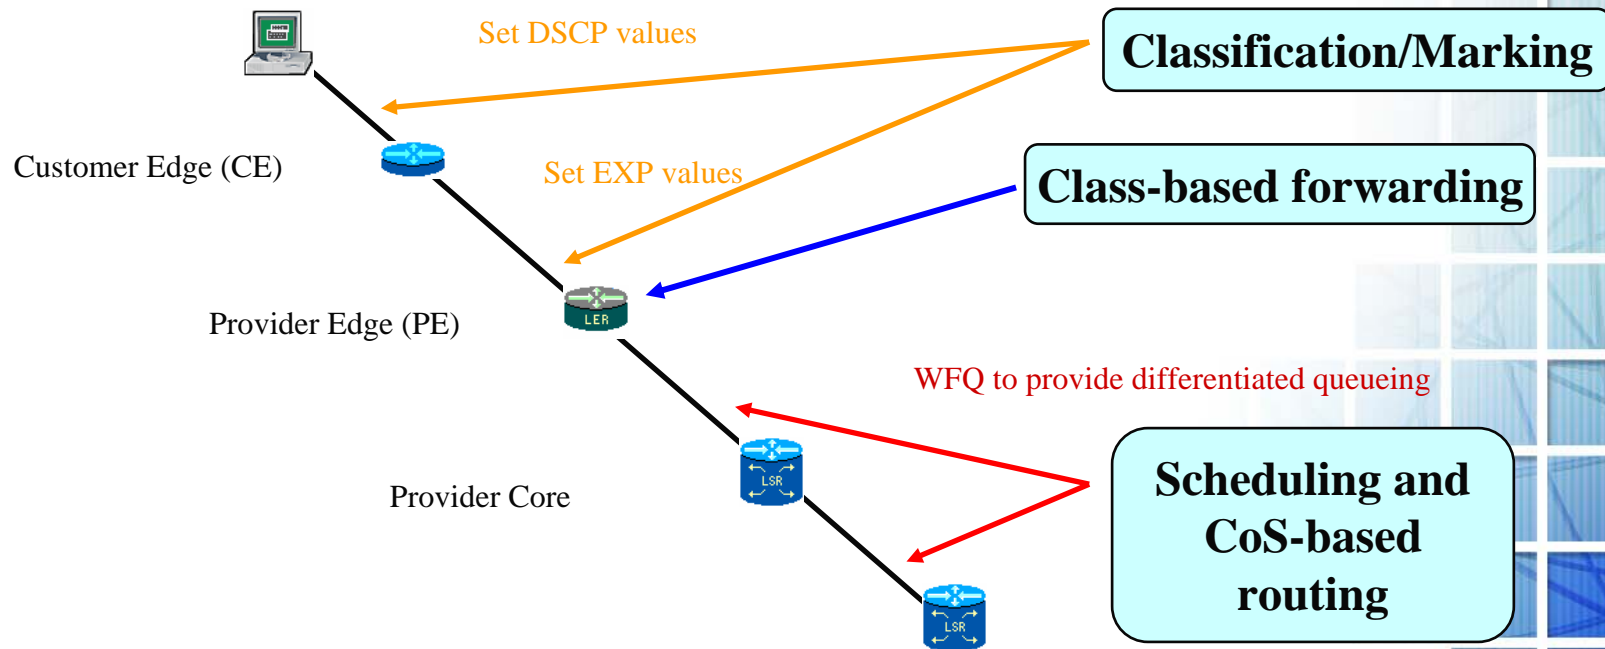 Set DSCP values
Classification/Marking
Customer Edge (CE)
Set EXP values
Class-based forwarding
Provider Edge (PE)
LER
WFQ to provide differentiated queueing
Provider Core
LSR
Scheduling and
CoS-based
routing
LSR